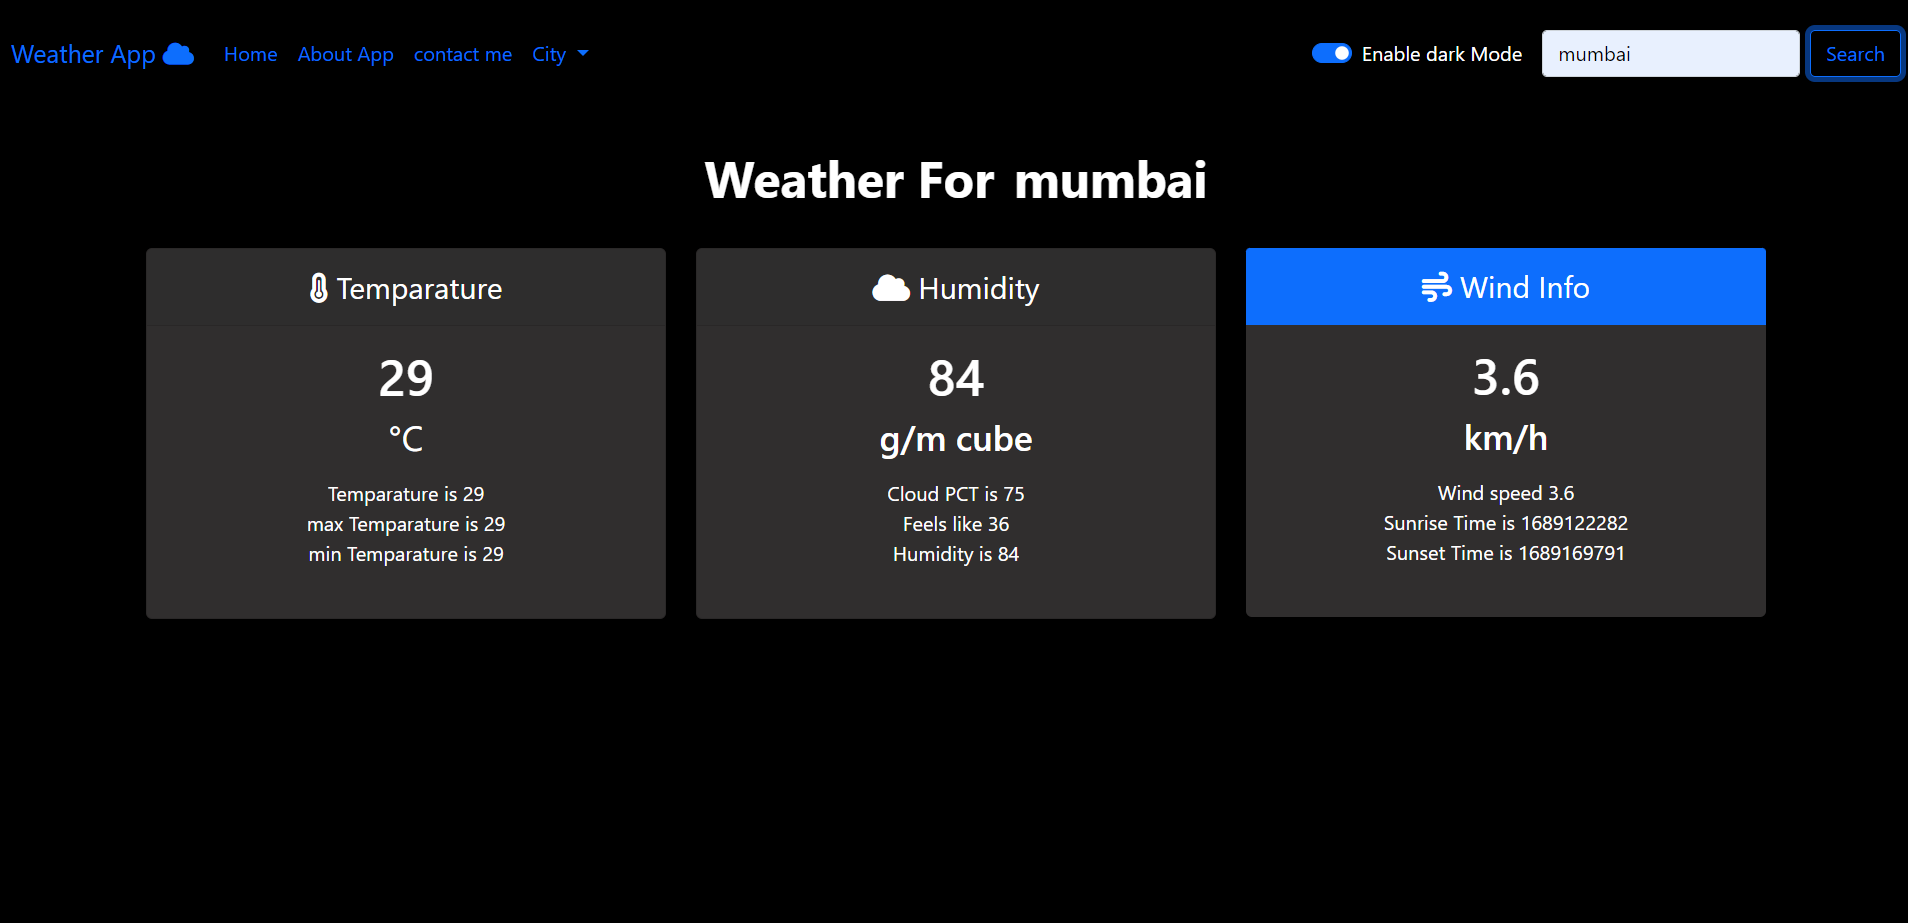 Weather App Home About App contact me City Enable dark Mode mumbai Search
Weather For mumbai
Temparature
29
°C
Temparature is 29
max Temparature is 29
min Temparature is 29
Humidity
84
g/m cube
Cloud PCT is 75
Feels like 36
Humidity is 84
Wind Info
3.6
km/h
Wind speed 3.6
Sunrise Time is 1689122282
Sunset Time is 1689169791